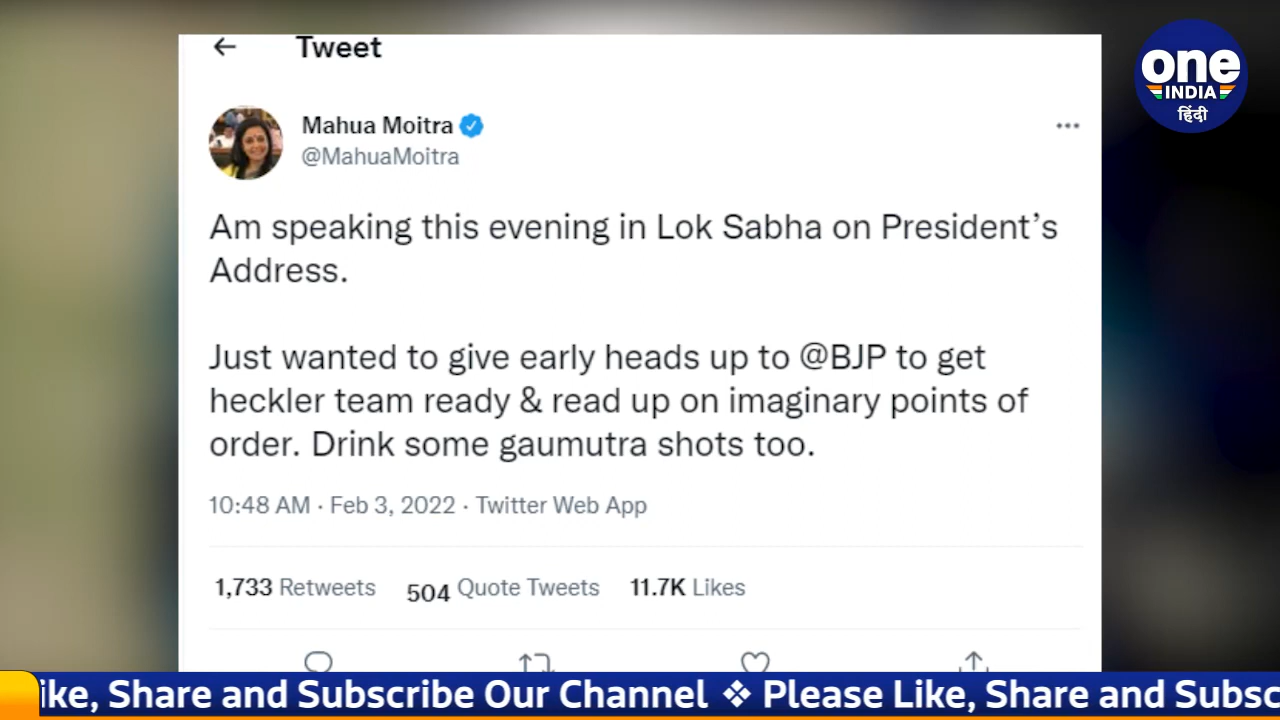 Tweet
one
INDIA
हिंदी
Mahua Moitra
@MahuaMoitra
Am speaking this evening in Lok Sabha on President’s
Address.
Just wanted to give early heads up to @BJP to get
heckler team ready & read up on imaginary points of
order. Drink some gaumutra shots too.
10:48 AM · Feb 3, 2022 · Twitter Web App
1,733 Retweets 504 Quote Tweets 11.7K Likes
ike, Share and Subscribe Our Channel ❖ Please Like, Share and Subsc